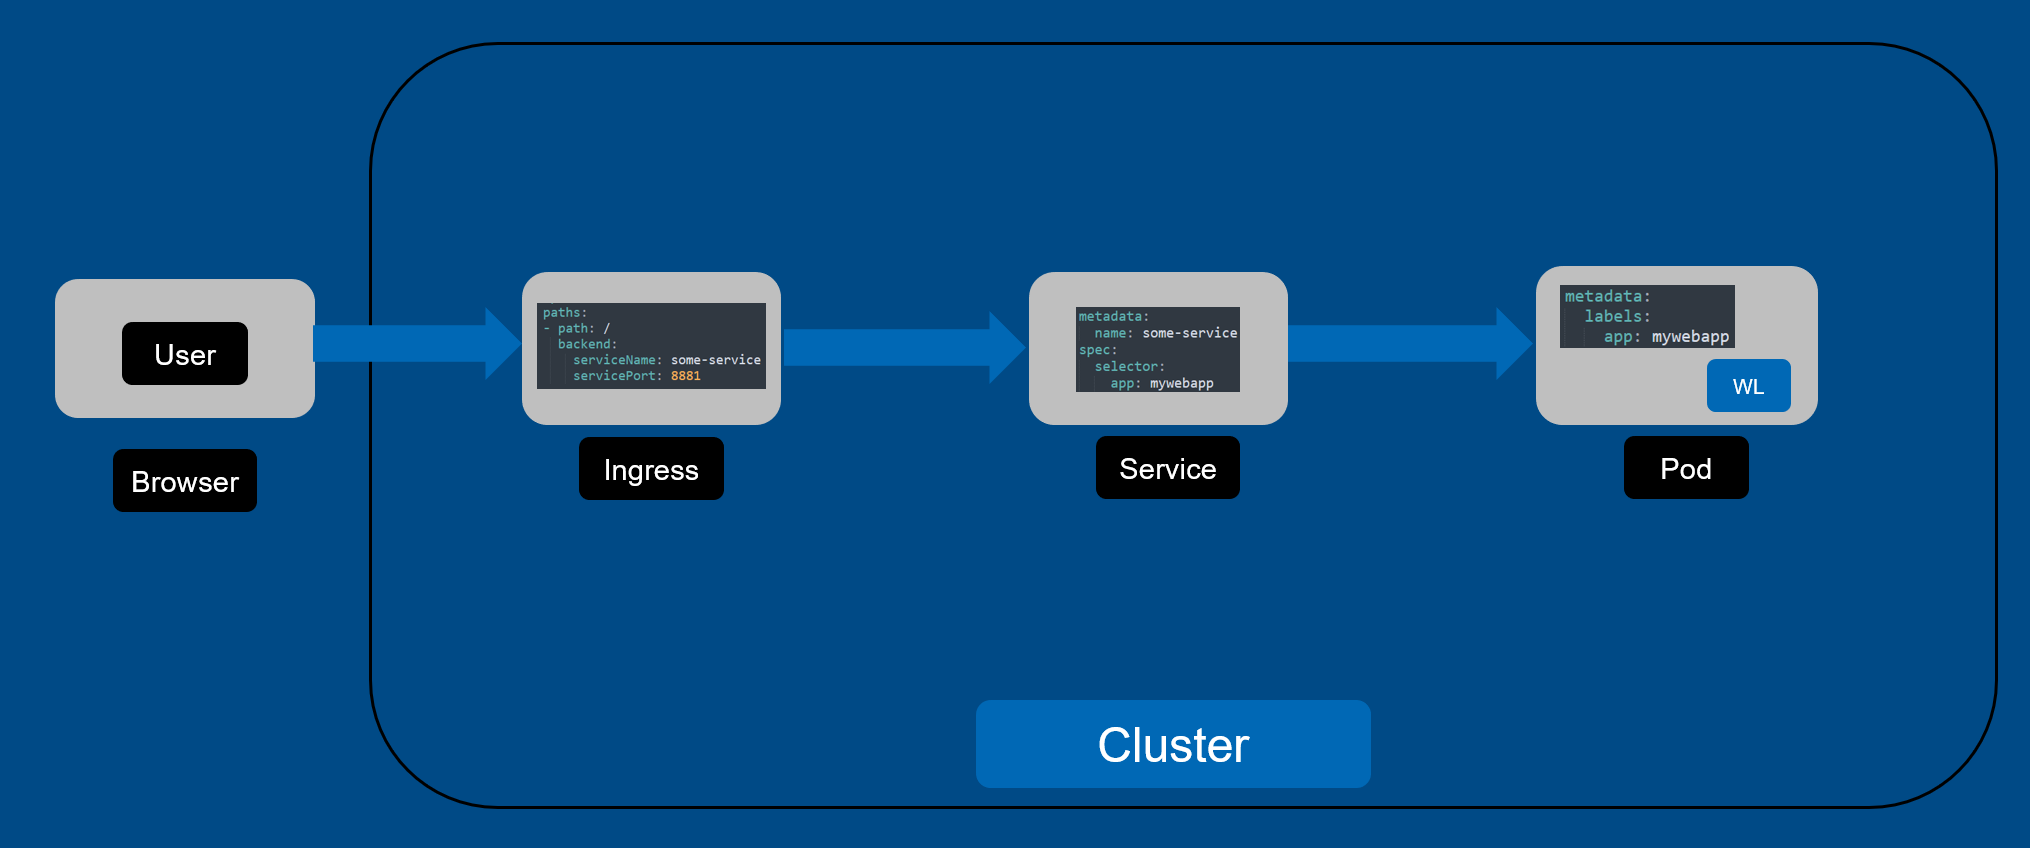 User
Browser
paths:
- path: /
backend:
serviceName: some-service
servicePort: 8881
Ingress
metadata:
name: some-service
spec:
selector:
app: mywebapp
Service
metadata:
labels:
app: mywebapp
WL
Pod
Cluster